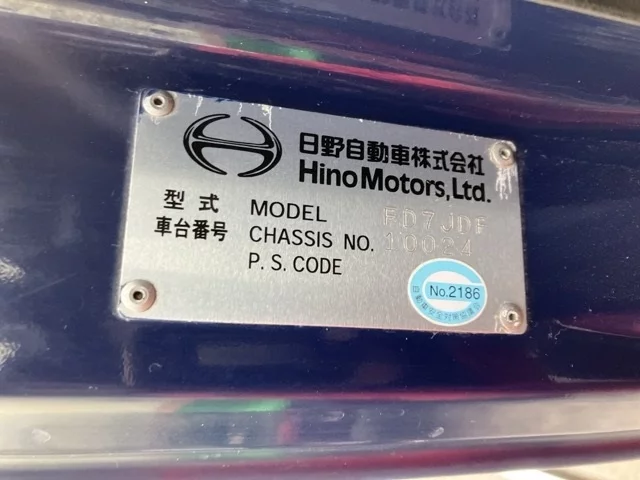 日野自動車株式会社
Hino Motors, Ltd.
型式 MODEL FD7JDF
車台番号 CHASSIS NO. 10024
P.S. CODE
No.2186